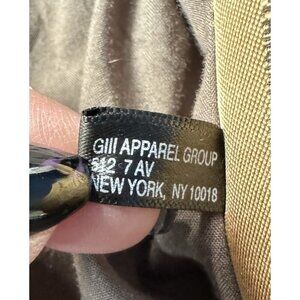 GIII APPAREL GROUP
512 7 AV
NEW YORK, NY 10018